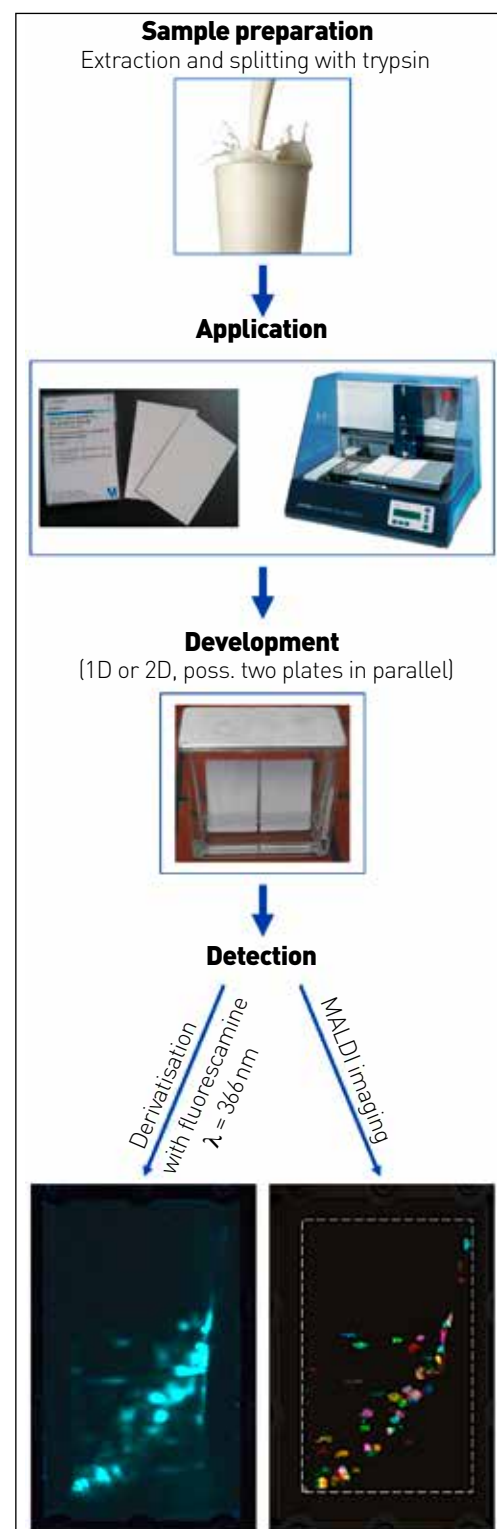 Sample preparation
Extraction and splitting with trypsin
Application
Development
(1D or 2D, poss. two plates in parallel)
Detection
Derivatisation
with fluorescamine
λ = 366 nm
MALDI imaging